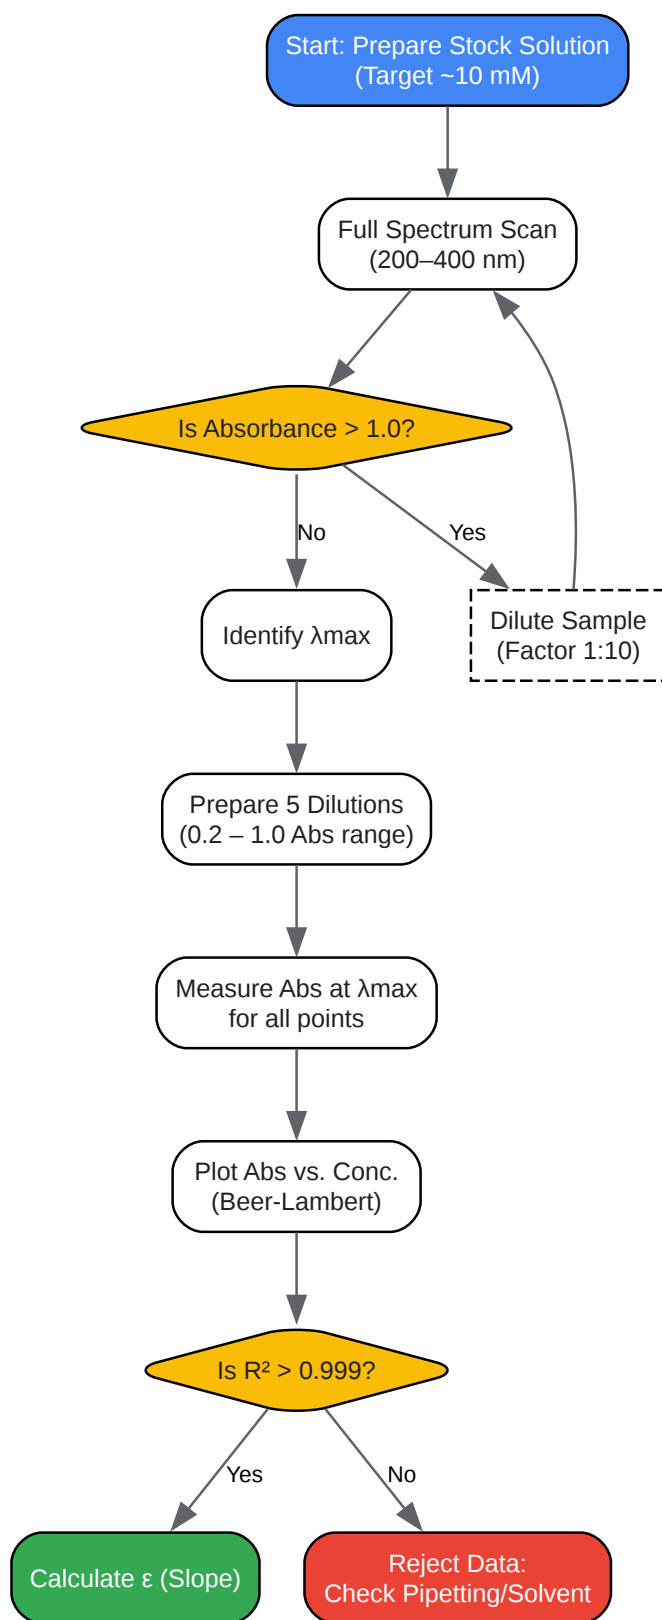 Start: Prepare Stock Solution
(Target ~10 mM)
Full Spectrum Scan
(200–400 nm)
Is Absorbance > 1.0?
No
Yes
Identify λmax
Dilute Sample
(Factor 1:10)
Prepare 5 Dilutions
(0.2 – 1.0 Abs range)
Measure Abs at λmax
for all points
Plot Abs vs. Conc.
(Beer-Lambert)
Is R² > 0.999?
Yes
No
Calculate ε (Slope)
Reject Data:
Check Pipetting/Solvent